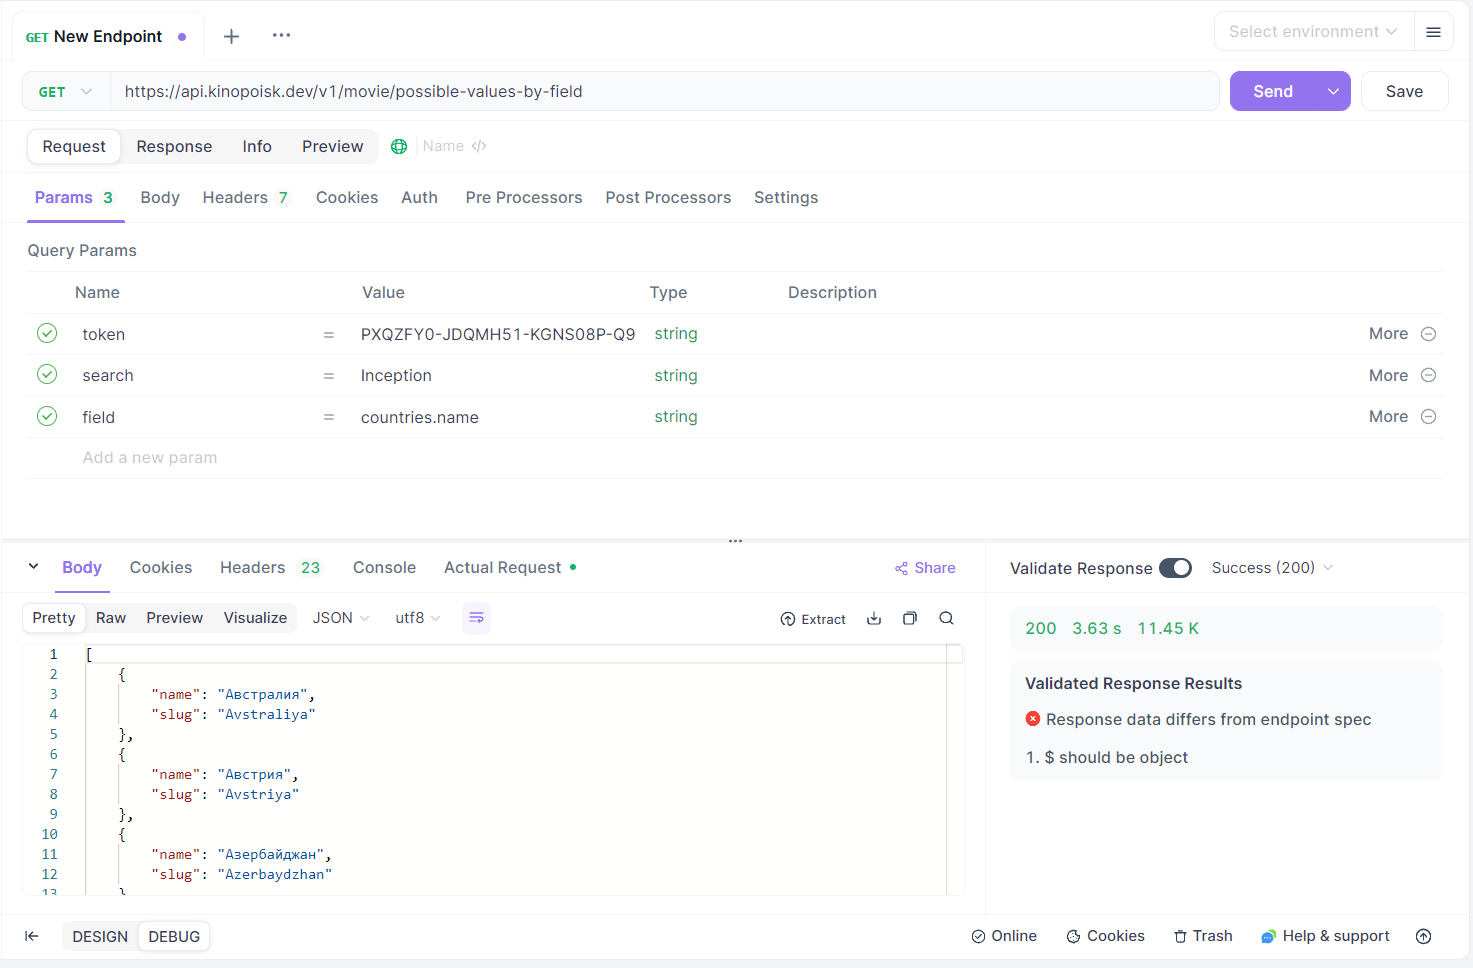 GET New Endpoint
Select environment
GET https://api.kinopoisk.dev/v1/movie/possible-values-by-field Send Save
Request Response Info Preview Name </>
Params 3 Body Headers 7 Cookies Auth Pre Processors Post Processors Settings
Query Params
Name Value Type Description
token = PXQZFY0-JDQMH51-KGNS08P-Q9 string More
search = Inception string More
field = countries.name string More
Add a new param
Body Cookies Headers 23 Console Actual Request Share
Pretty Raw Preview Visualize JSON utf8 Extract
1 [
2 {
3 "name": "Австралия",
4 "slug": "Avstraliya"
5 },
6 {
7 "name": "Австрия",
8 "slug": "Avstriya"
9 },
10 {
11 "name": "Азербайджан",
12 "slug": "Azerbaydzhan"
13 }
Validate Response Success (200)
200 3.63 s 11.45 K
Validated Response Results
Response data differs from endpoint spec
1. $ should be object
DESIGN DEBUG Online Cookies Trash Help & support